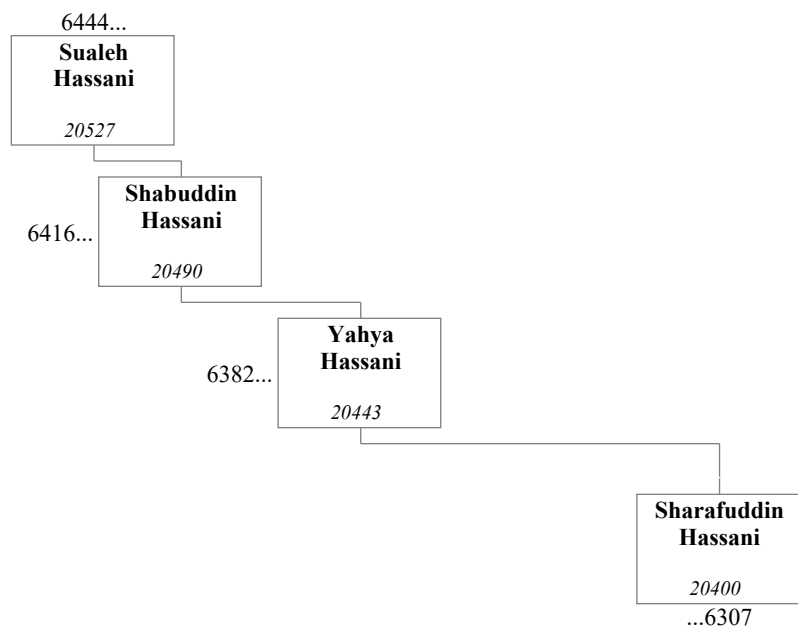 6444...
Sualeh
Hassani
20527
Shabuddin
Hassani
6416...
20490
Yahya
Hassani
6382...
20443
Sharafuddin
Hassani
20400
...6307